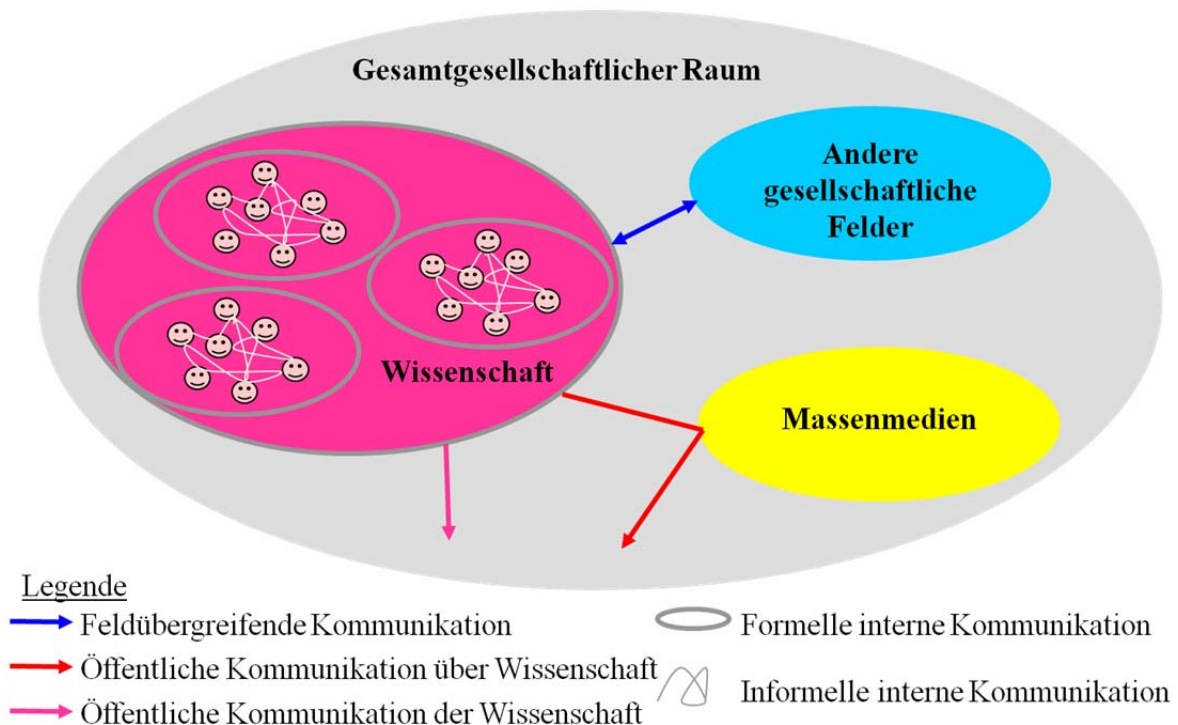 Gesamtgesellschaftlicher Raum
Andere
gesellschaftliche
Felder
Wissenschaft
Massenmedien
Legende
Feldübergreifende Kommunikation
Öffentliche Kommunikation über Wissenschaft
Öffentliche Kommunikation der Wissenschaft
Formelle interne Kommunikation
Informelle interne Kommunikation